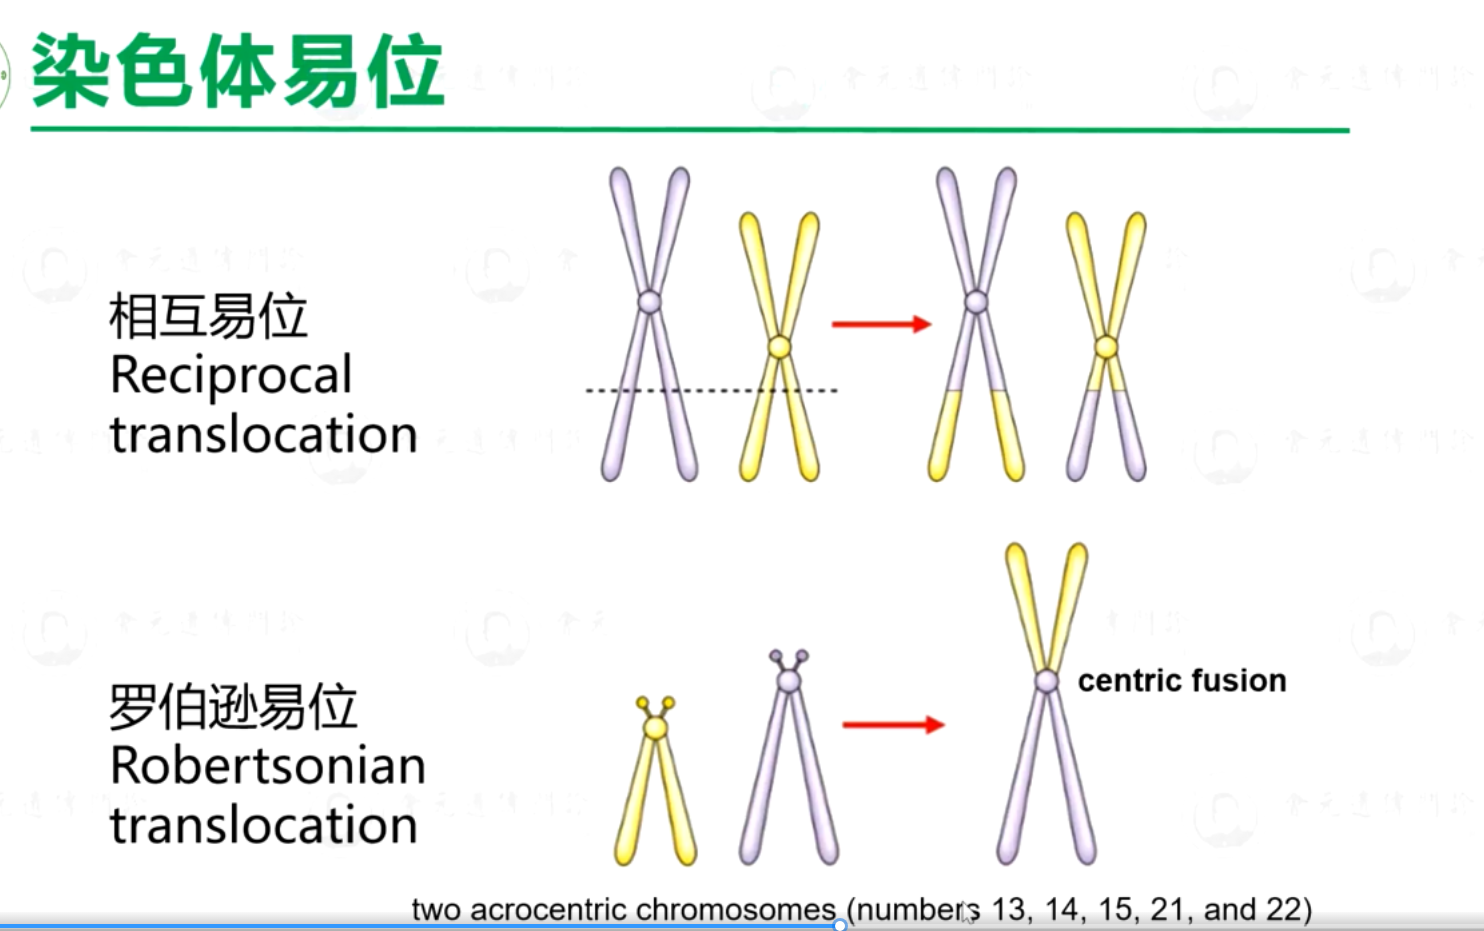 染色体易位
相互易位
Reciprocal
translocation
centric fusion
罗伯逊易位
Robertsonian
translocation
two acrocentric chromosomes (numbers 13, 14, 15, 21, and 22)